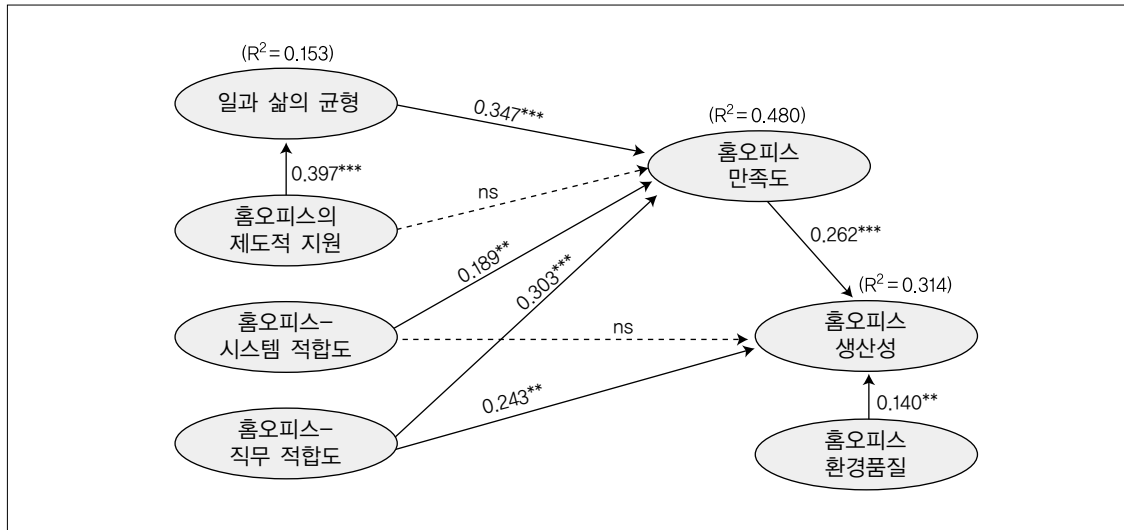 (R² = 0.153)
일과 삶의 균형
0.347***
(R² = 0.480)
홈오피스
만족도
0.397***
ns
홈오피스의
제도적 지원
0.189**
0.303***
0.262***
(R² = 0.314)
홈오피스–
시스템 적합도
ns
홈오피스
생산성
0.243**
0.140**
홈오피스–
직무 적합도
홈오피스
환경품질